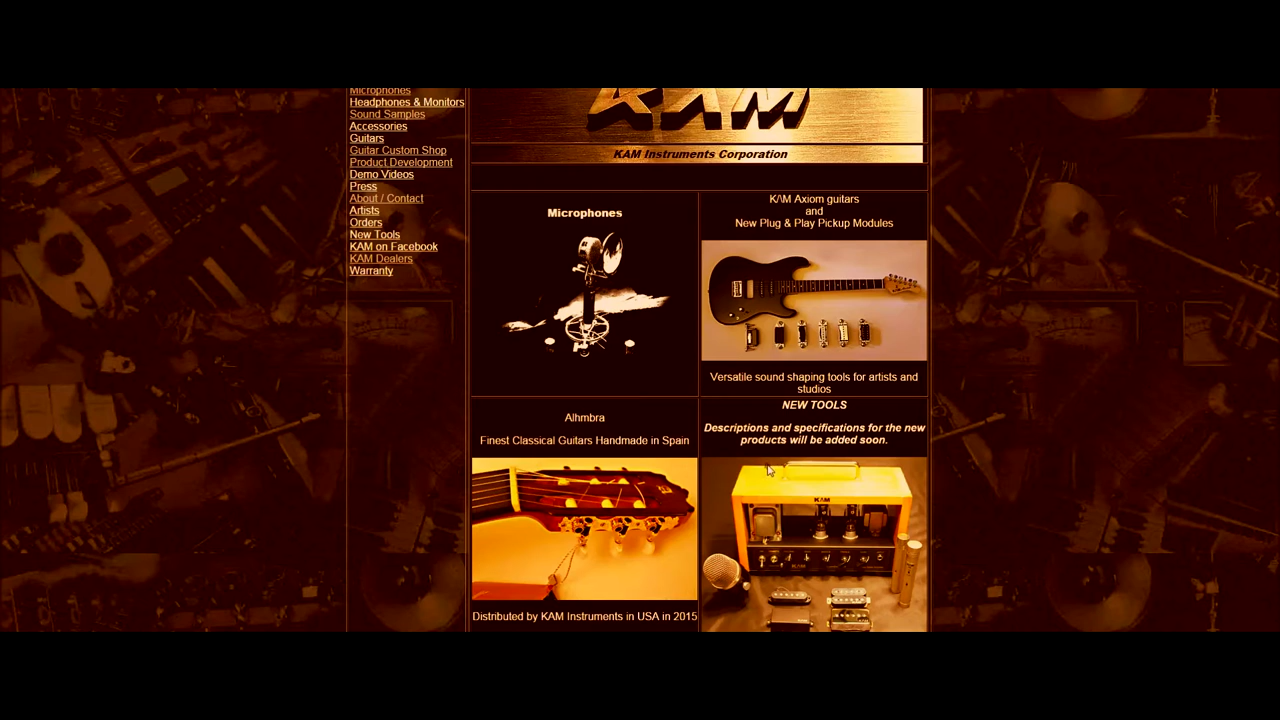 Microphones
Headphones & Monitors
Sound Samples
Accessories
Guitars
Guitar Custom Shop
Product Development
Demo Videos
Press
About / Contact
Artists
Orders
New Tools
KAM on Facebook
KAM Dealers
Warranty
KΛM
KAM Instruments Corporation
Microphones
K/\M Axiom guitars
and
New Plug & Play Pickup Modules
Versatile sound shaping tools for artists and
studios
Alhmbra
Finest Classical Guitars Handmade in Spain
Distributed by KAM Instruments in USA in 2015
NEW TOOLS
Descriptions and specifications for the new
products will be added soon.
KΛM
KΛM